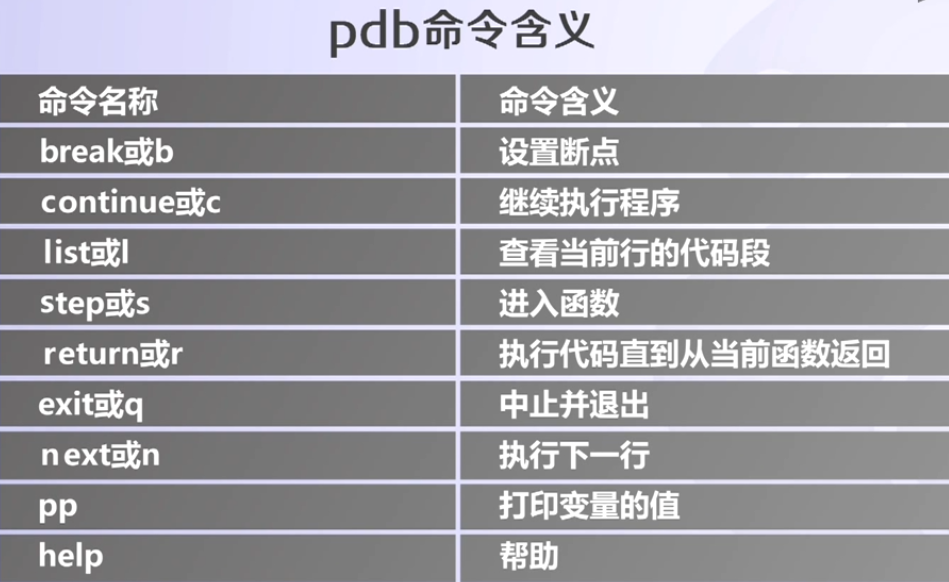 pdb命令含义
命令名称 命令含义
break或b 设置断点
continue或c 继续执行程序
list或l 查看当前行的代码段
step或s 进入函数
return或r 执行代码直到从当前函数返回
exit或q 中止并退出
next或n 执行下一行
pp 打印变量的值
help 帮助